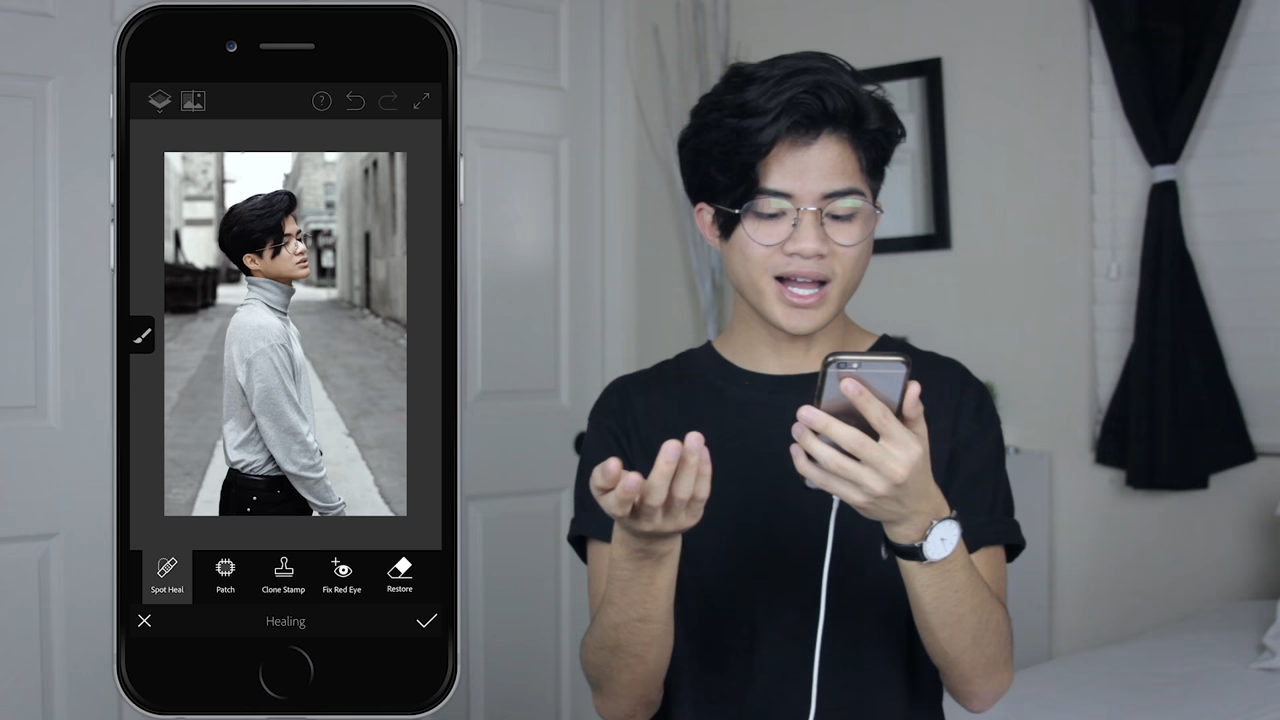 ?
Spot Heal
Patch
Clone Stamp
Fix Red Eye
Restore
Healing